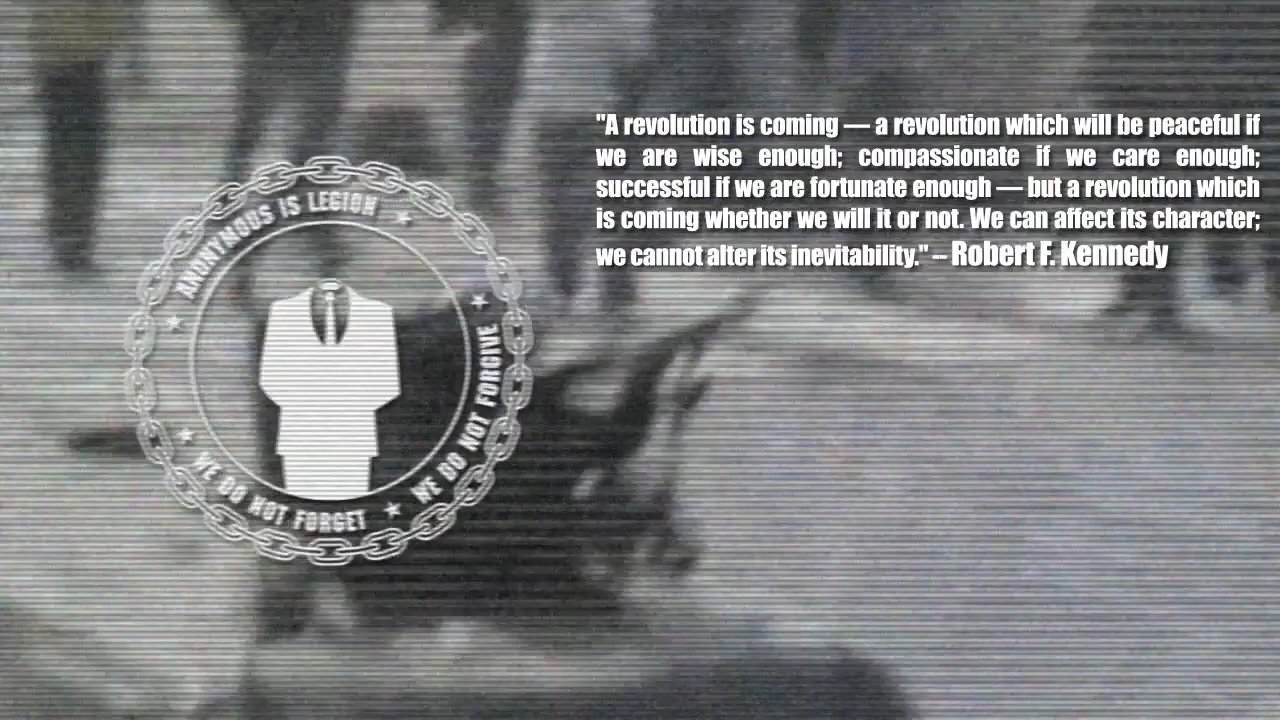 "A revolution is coming — a revolution which will be peaceful if
we are wise enough; compassionate if we care enough;
successful if we are fortunate enough — but a revolution which
is coming whether we will it or not. We can affect its character;
we cannot alter its inevitability." – Robert F. Kennedy
ANONYMOUS IS LEGION
WE DO NOT FORGIVE
WE DO NOT FORGET